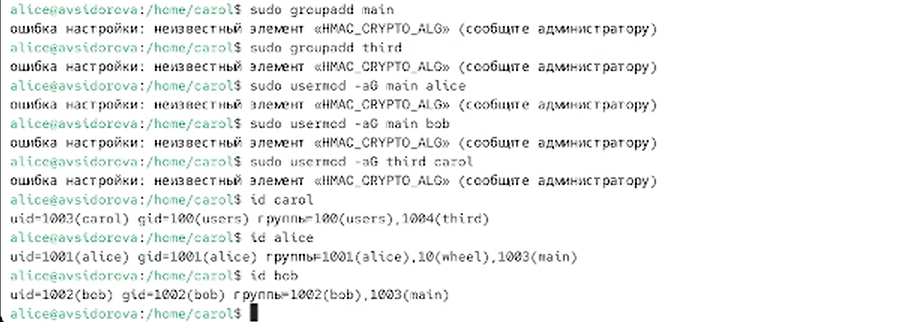 alice@avsidorova:/home/carol$ sudo groupadd main
ошибка настройки: неизвестный элемент «HMAC_CRYPTO_ALG» (сообщите администратору)
alice@avsidorova:/home/carol$ sudo groupadd third
ошибка настройки: неизвестный элемент «HMAC_CRYPTO_ALG» (сообщите администратору)
alice@avsidorova:/home/carol$ sudo usermod -aG main alice
ошибка настройки: неизвестный элемент «HMAC_CRYPTO_ALG» (сообщите администратору)
alice@avsidorova:/home/carol$ sudo usermod -aG main bob
ошибка настройки: неизвестный элемент «HMAC_CRYPTO_ALG» (сообщите администратору)
alice@avsidorova:/home/carol$ sudo usermod -aG third carol
ошибка настройки: неизвестный элемент «HMAC_CRYPTO_ALG» (сообщите администратору)
alice@avsidorova:/home/carol$ id carol
uid=1003(carol) gid=100(users) группы=100(users),1004(third)
alice@avsidorova:/home/carol$ id alice
uid=1001(alice) gid=1001(alice) группы=1001(alice),10(wheel),1003(main)
alice@avsidorova:/home/carol$ id bob
uid=1002(bob) gid=1002(bob) группы=1002(bob),1003(main)
alice@avsidorova:/home/carol$